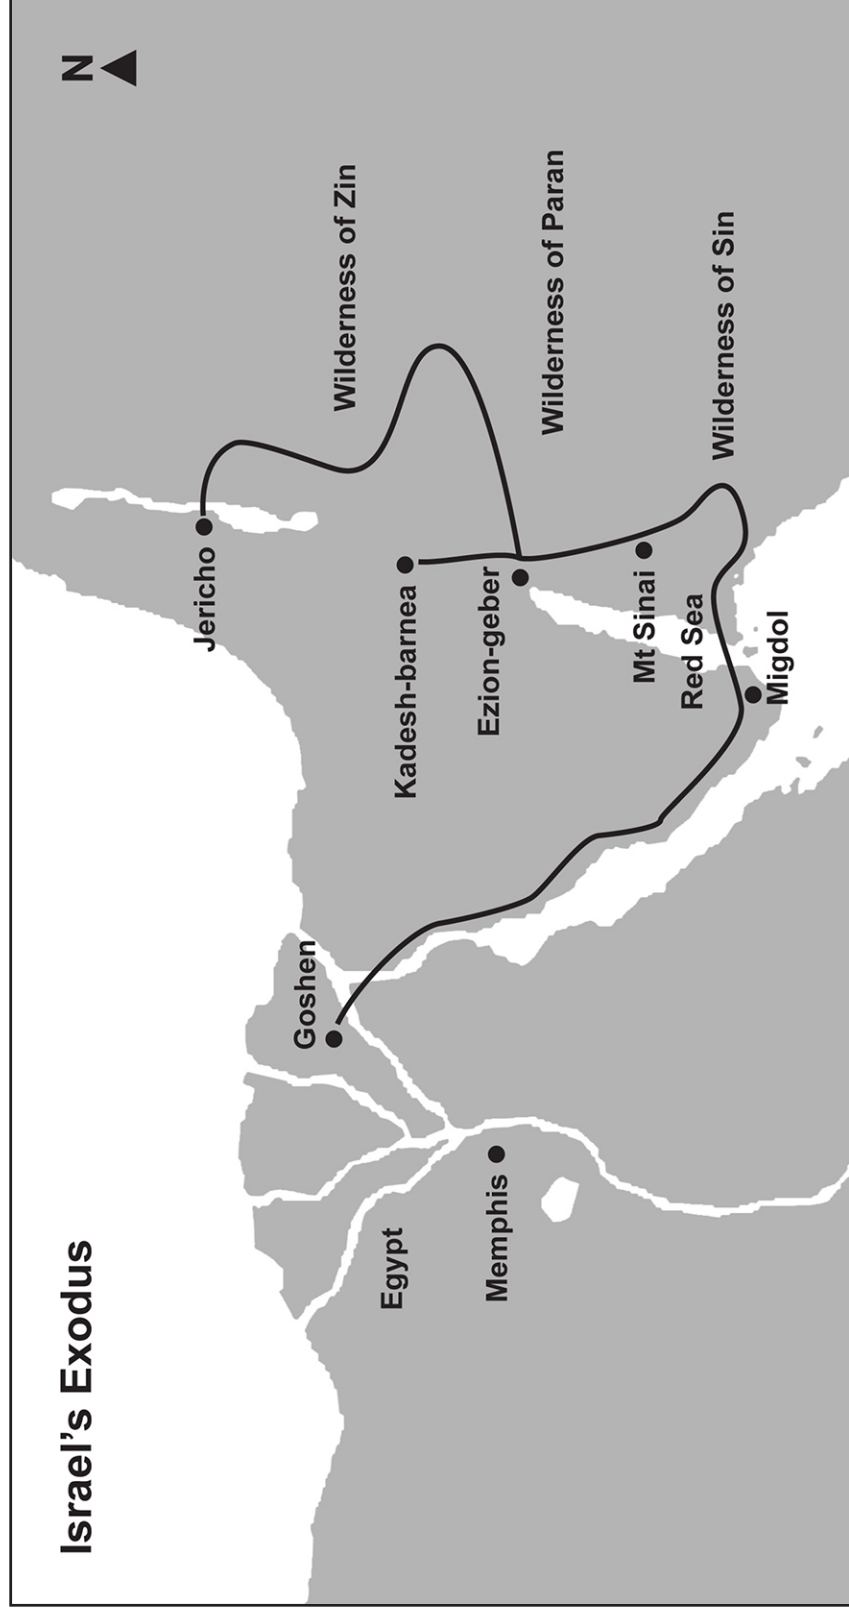 Israel's Exodus
N
Jericho
Goshen
Wilderness of Zin
Egypt
Kadesh-barnea
Memphis
Ezion-geber
Wilderness of Paran
Mt Sinai
Red Sea
Wilderness of Sin
Migdol